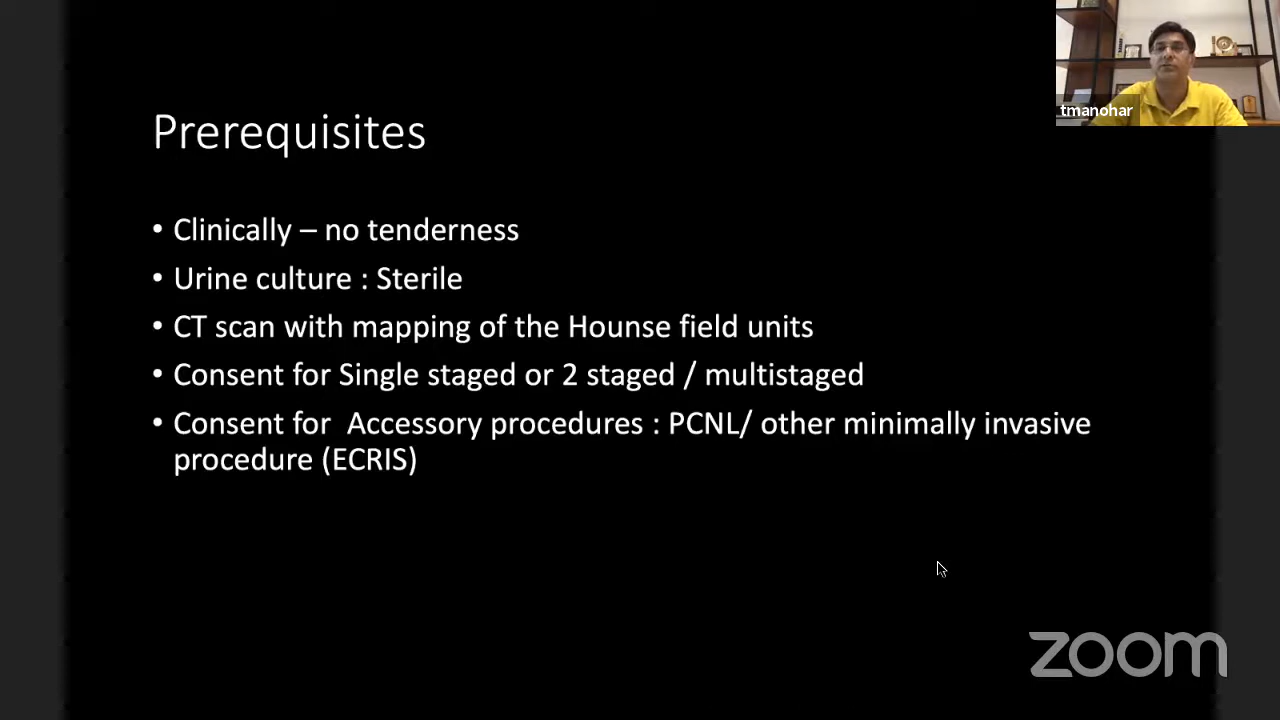 tmanohar
Prerequisites
• Clinically – no tenderness
• Urine culture : Sterile
• CT scan with mapping of the Hounse field units
• Consent for Single staged or 2 staged / multistaged
• Consent for Accessory procedures : PCNL/ other minimally invasive
procedure (ECRIS)
zoom